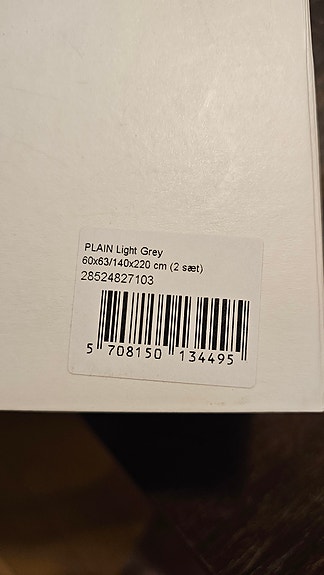 PLAIN Light Grey
60x63/140x220 cm (2 sæt)
28524827103
5 708150 134495